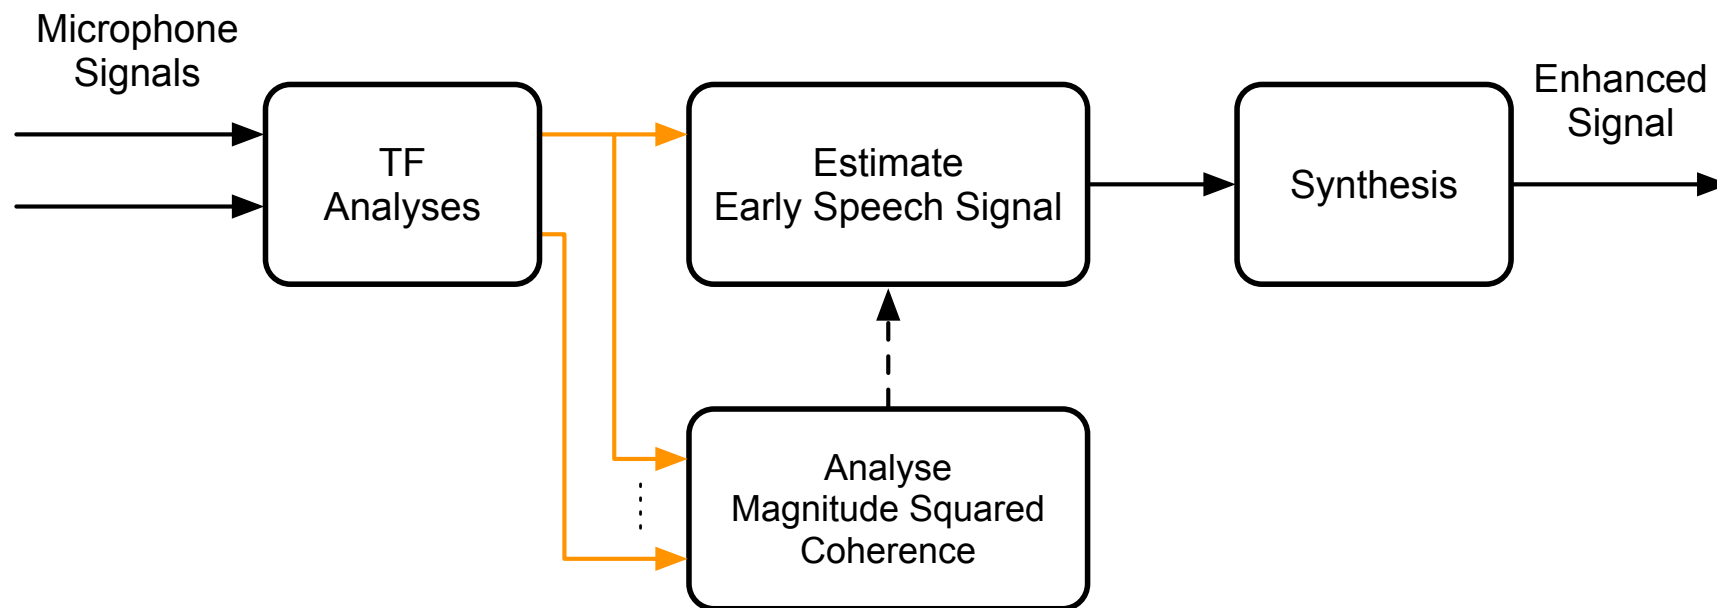 Microphone
Signals
TF
Analyses
Estimate
Early Speech Signal
Synthesis
Enhanced
Signal
Analyse
Magnitude Squared
Coherence